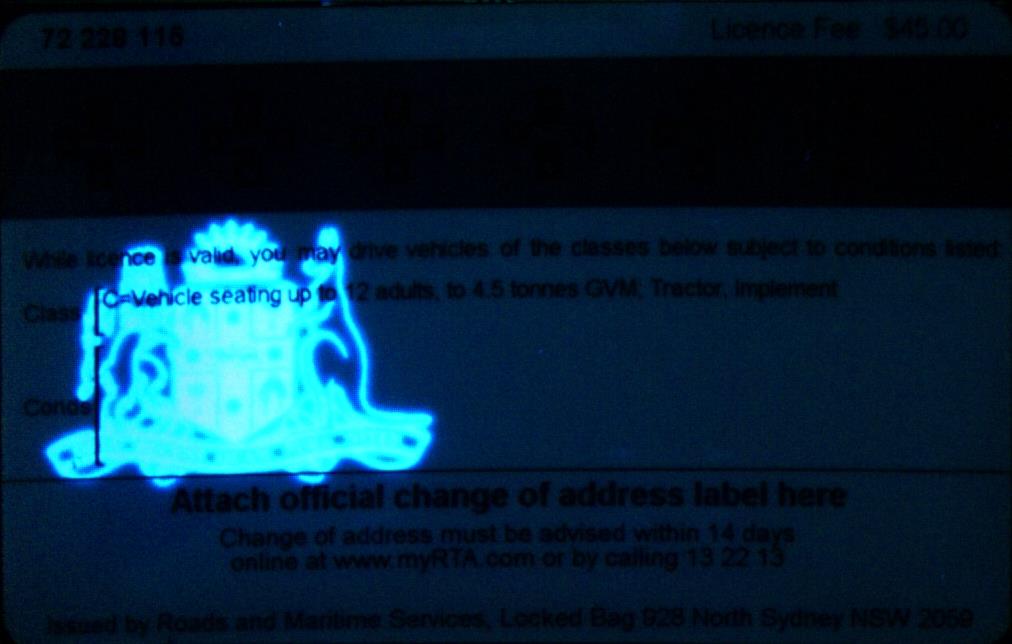 72 228 116 Licence Fee $45.00
While licence is valid, you may drive vehicles of the classes below subject to conditions listed
C=Vehicle seating up to 12 adults, to 4.5 tonnes GVM; Tractor, Implement
Class
Conds
Attach official change of address label here
Change of address must be advised within 14 days
online at www.myRTA.com or by calling 13 22 13
Issued by Roads and Maritime Services, Locked Bag 928 North Sydney NSW 2059